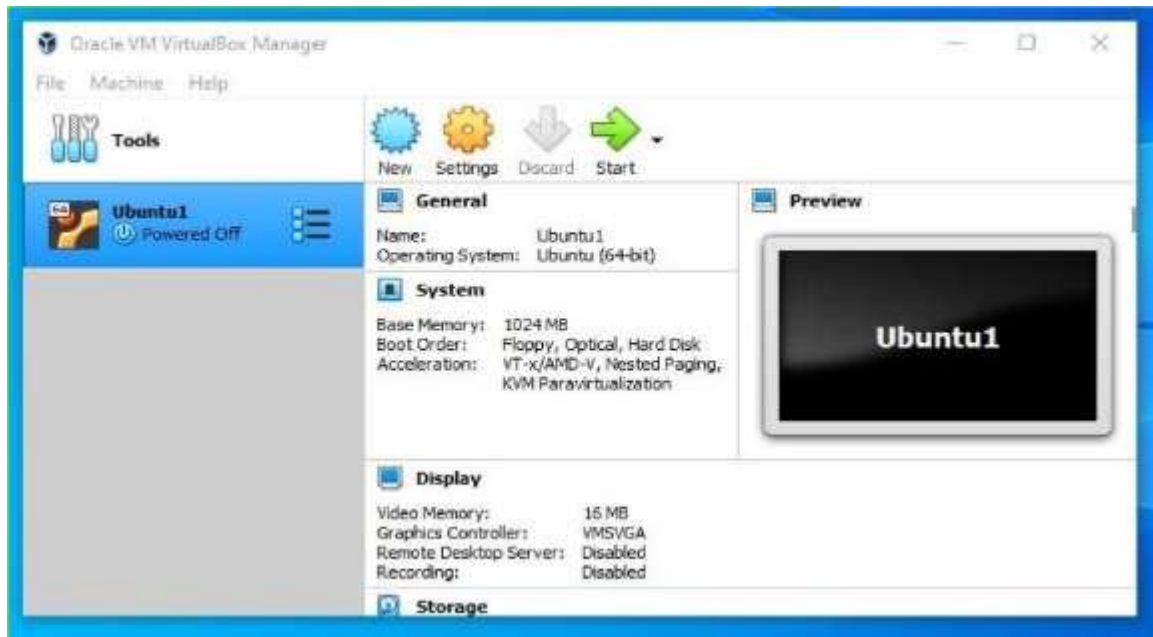 Oracle VM VirtualBox Manager
File Machine Help
Tools
New Settings Discard Start
64
Ubuntu1
Powered Off
General
Name: Ubuntu1
Operating System: Ubuntu (64-bit)
System
Base Memory: 1024 MB
Boot Order: Floppy, Optical, Hard Disk
Acceleration: VT-x/AMD-V, Nested Paging,
KVM Paravirtualization
Preview
Ubuntu1
Display
Video Memory: 16 MB
Graphics Controller: VMSVGA
Remote Desktop Server: Disabled
Recording: Disabled
Storage